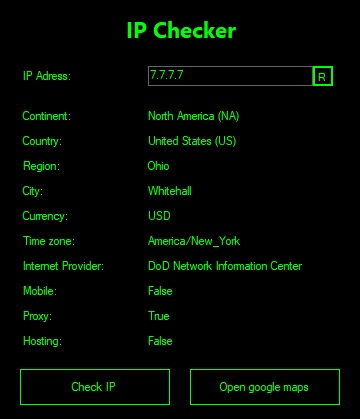 IP Checker
IP Adress: 7.7.7.7 R
Continent: North America (NA)
Country: United States (US)
Region: Ohio
City: Whitehall
Currency: USD
Time zone: America/New_York
Internet Provider: DoD Network Information Center
Mobile: False
Proxy: True
Hosting: False
Check IP Open google maps